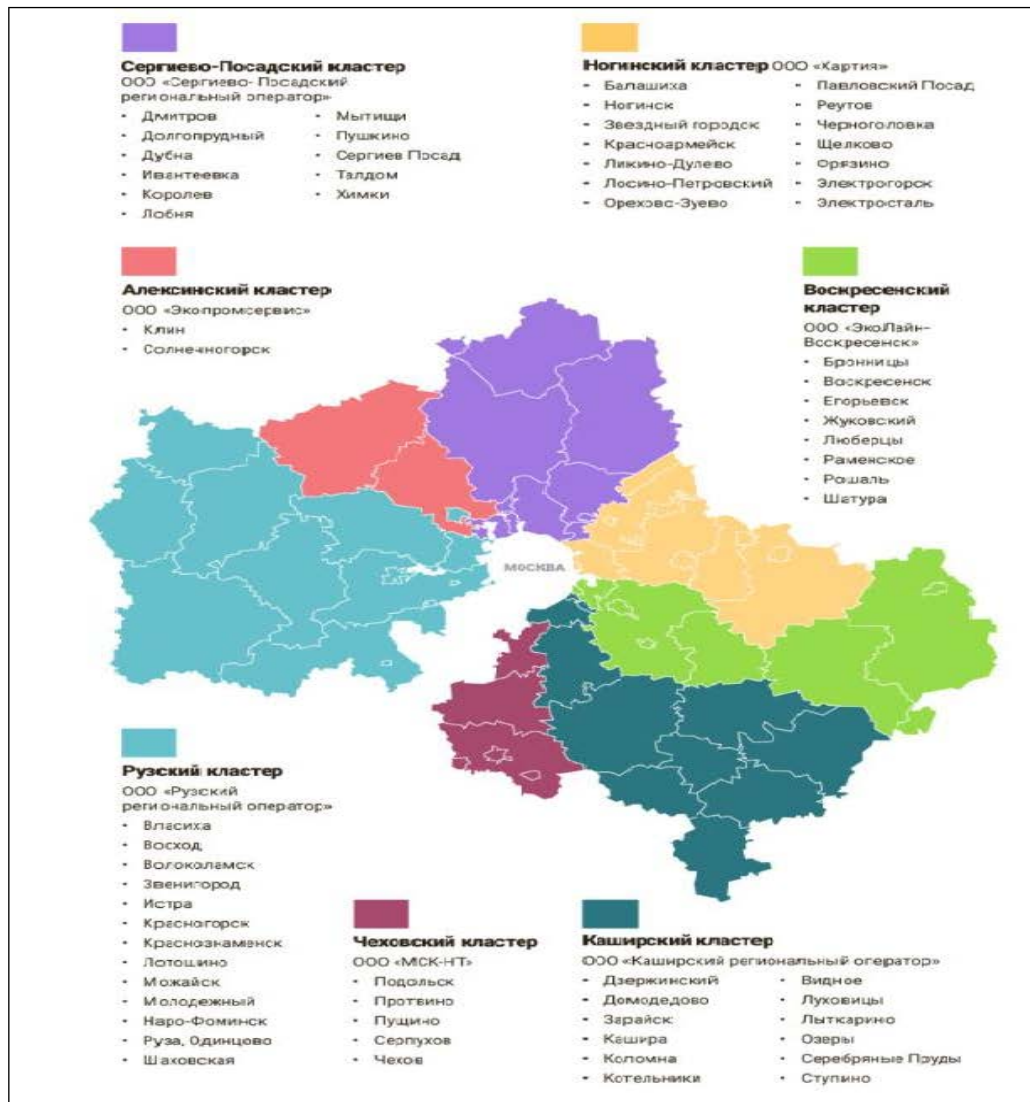 Сергиево-Посадский кластер
ООО «Сергиево- Посадский
региональный оператор»
• Дмитров
• Долгопрудный
• Дубна
• Ивантеевка
• Королев
• Лобня
• Мытищи
• Пушкино
• Сергиев Посад
• Талдом
• Химки
Ногинский кластер ООО «Хартия»
• Балашиха
• Ногинск
• Звездный городск
• Красноармейск
• Ликино-Дулево
• Лосино-Петровский
• Орехово-Зуево
• Павловский Посад
• Реутов
• Черноголовка
• Щелково
• Фрязино
• Электрогорск
• Электросталь
Алексинский кластер
ООО «Экопромсервис»
• Клин
• Солнечногорск
Воскресенский
кластер
ООО «ЭкоЛайн-
Воскресенск»
• Бронницы
• Воскресенск
• Егорьевск
• Жуковский
• Люберцы
• Раменское
• Рошаль
• Шатура
МОСКВА
Рузский кластер
ООО «Рузский
региональный оператор»
• Власиха
• Восход
• Волоколамск
• Звенигород
• Истра
• Красногорск
• Краснознаменск
• Лотошино
• Можайск
• Молодежный
• Наро-Фоминск
• Руза, Одинцово
• Шаховская
Чеховский кластер
ООО «МСК-НТ»
• Подольск
• Протвино
• Пущино
• Серпухов
• Чехов
Каширский кластер
ООО «Каширский региональный оператор»
• Дзержинский
• Домодедово
• Зарайск
• Кашира
• Коломна
• Котельники
• Видное
• Луховицы
• Лыткарино
• Озеры
• Серебряные Пруды
• Ступино